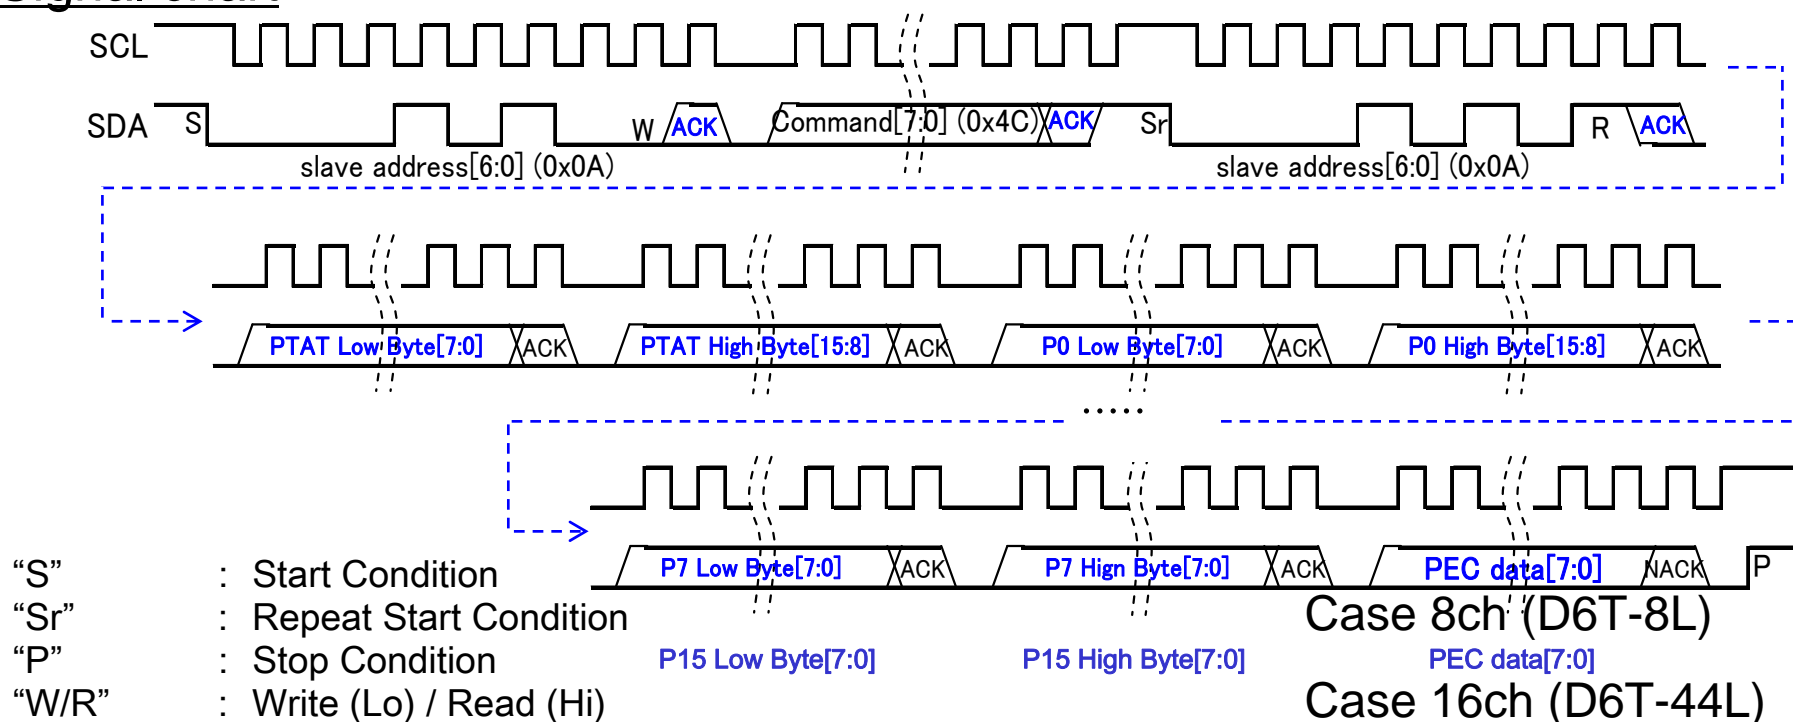 Signal chart
SCL
SDA S W ACK Command[7:0] (0x4C) ACK Sr R ACK
slave address[6:0] (0x0A) slave address[6:0] (0x0A)
PTAT Low Byte[7:0] ACK PTAT High Byte[15:8] ACK P0 Low Byte[7:0] ACK P0 High Byte[15:8] ACK
.....
P7 Low Byte[7:0] ACK P7 Hign Byte[7:0] ACK PEC data[7:0] NACK P
“S” : Start Condition
Case 8ch (D6T-8L)
“Sr” : Repeat Start Condition
“P” : Stop Condition
P15 Low Byte[7:0] P15 High Byte[7:0] PEC data[7:0]
“W/R” : Write (Lo) / Read (Hi)
Case 16ch (D6T-44L)